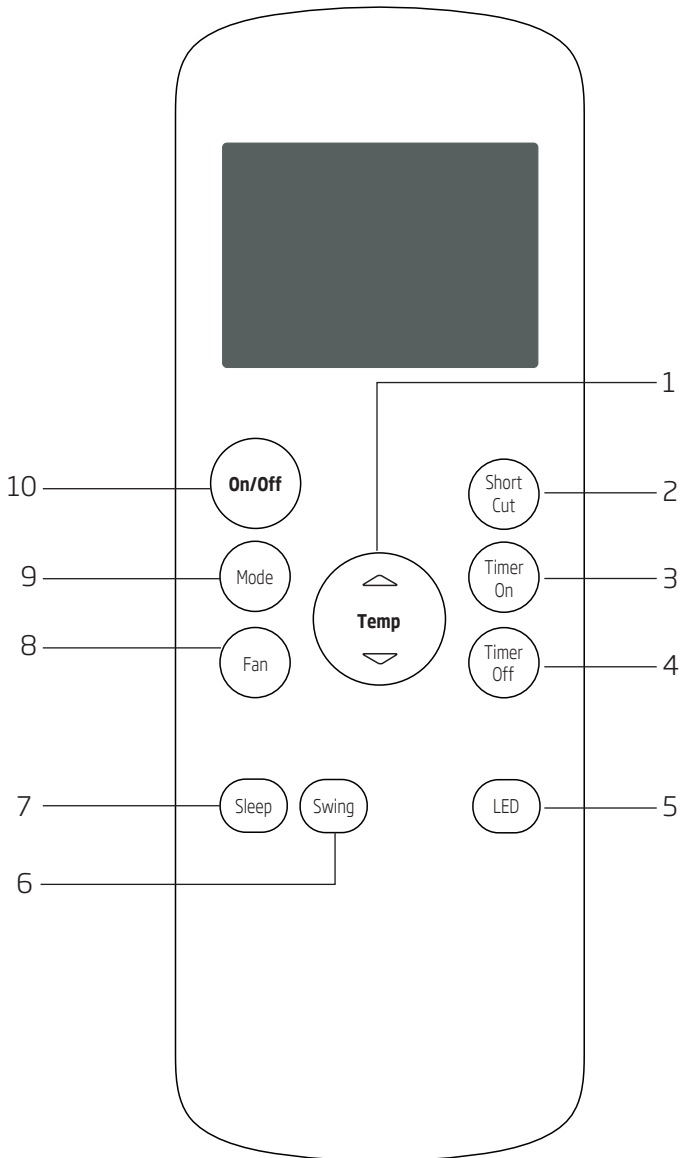 1
10
On/Off
Short
Cut
2
9
Mode
Temp
Timer
On
3
8
Fan
Timer
Off
4
7
Sleep
Swing
LED
5
6